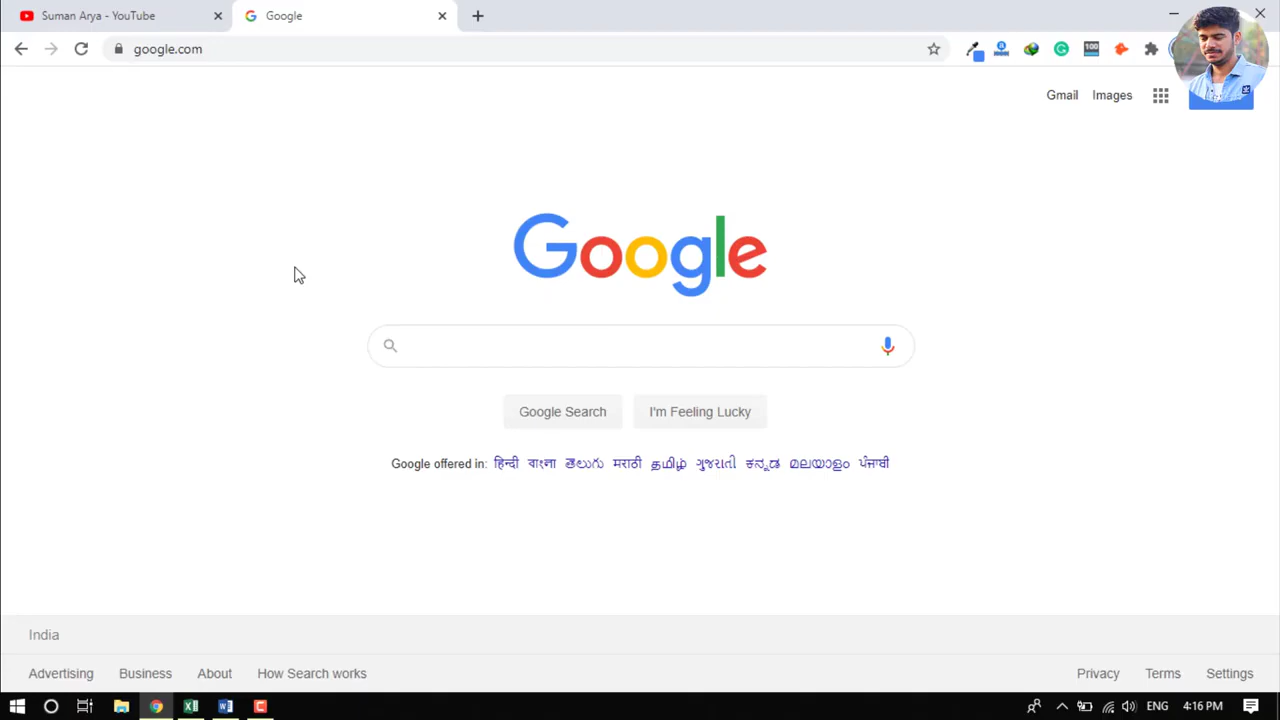 Suman Arya - YouTube
Google
google.com
100
Gmail
Images
Google
Google Search
I'm Feeling Lucky
Google offered in: हिन्दी বাংলা తెలుగు मराठी தமிழ் ગુજરાતી ಕನ್ನಡ മലയാളം ਪੰਜਾਬੀ
India
Advertising
Business
About
How Search works
Privacy
Terms
Settings
ENG
4:16 PM